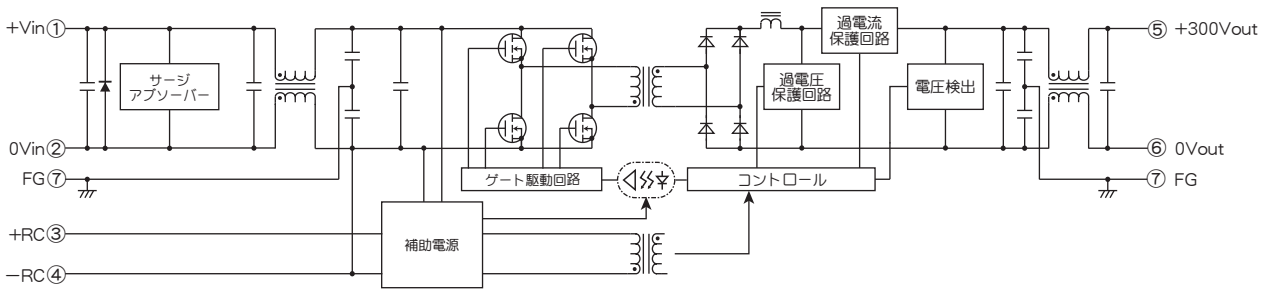 +Vin①
サージ
アブソーバー
0Vin②
FG⑦
+RC③
−RC④
補助電源
ゲート駆動回路
コントロール
過電圧
保護回路
過電流
保護回路
電圧検出
⑤ +300Vout
⑥ 0Vout
⑦ FG